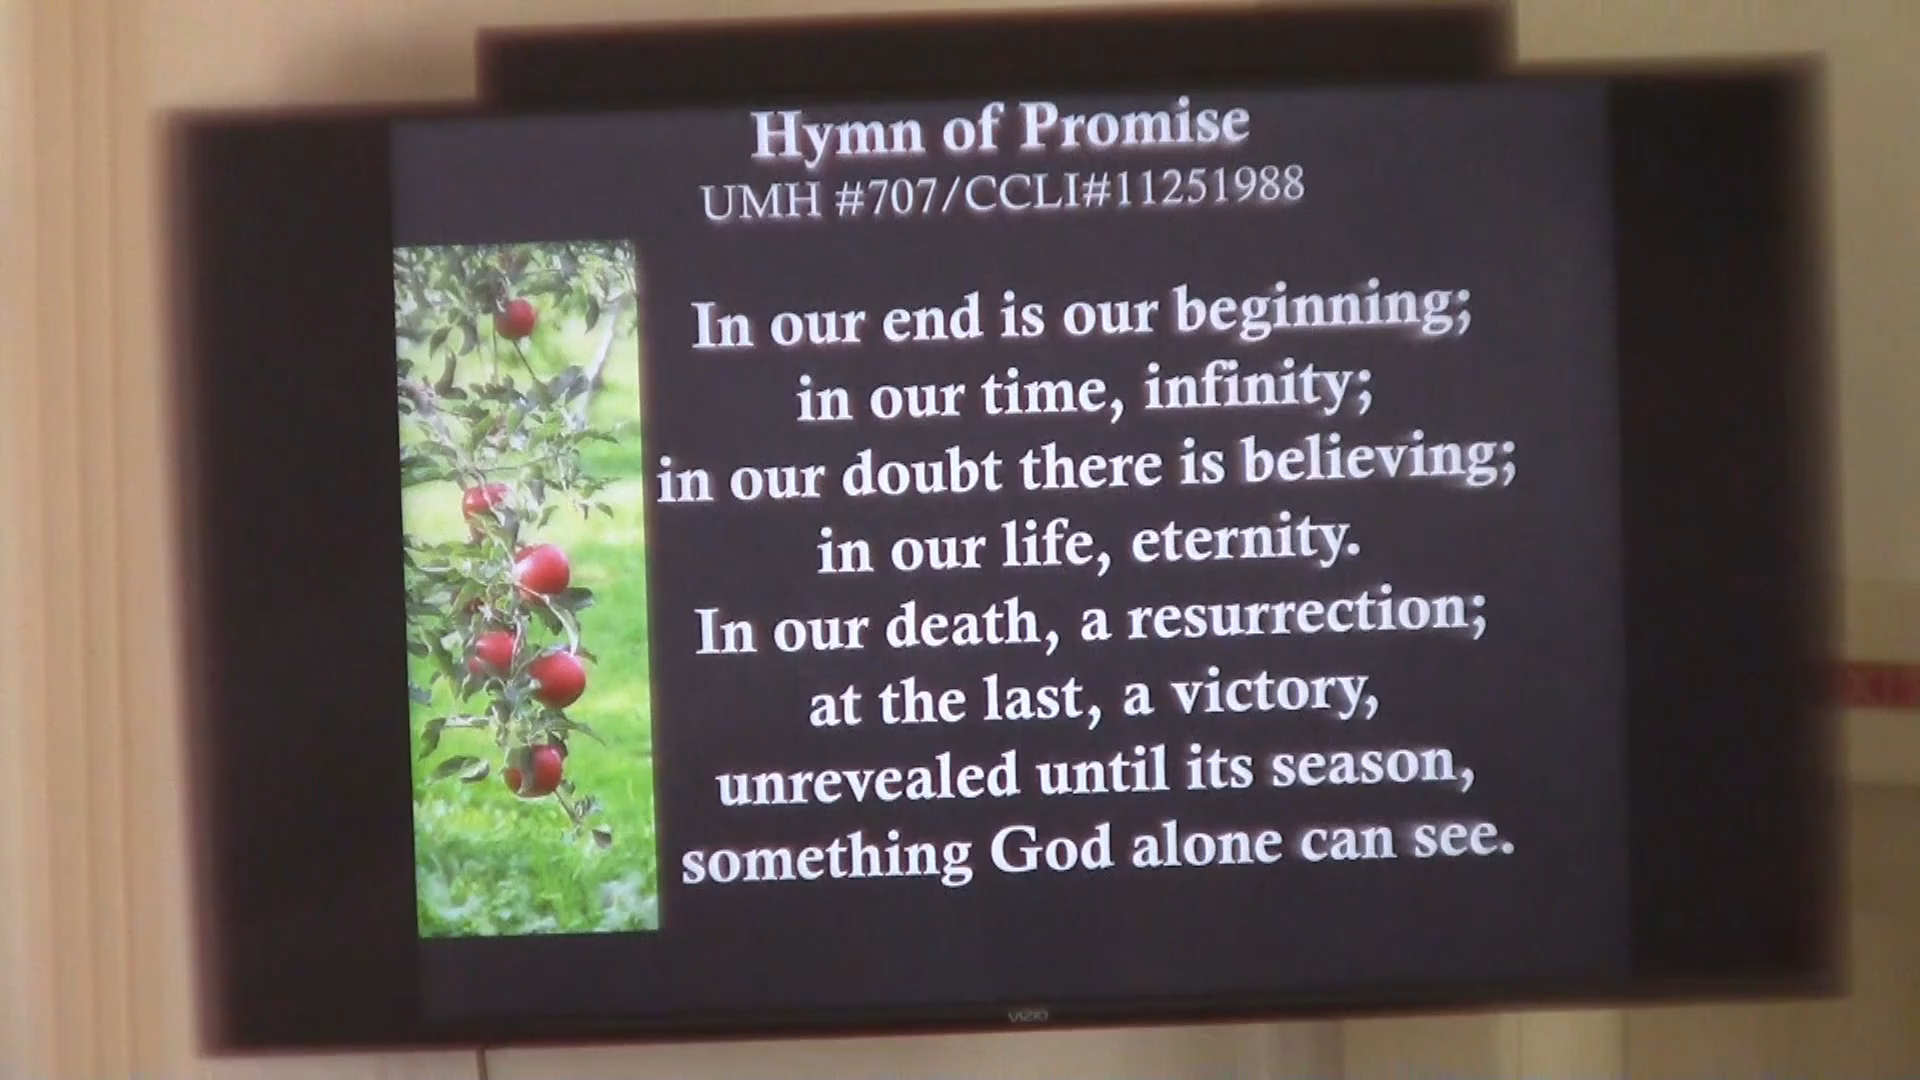 Hymn of Promise
UMH #707/CCLI#11251988
In our end is our beginning;
in our time, infinity;
in our doubt there is believing;
in our life, eternity.
In our death, a resurrection;
at the last, a victory,
unrevealed until its season,
something God alone can see.
VIZIO